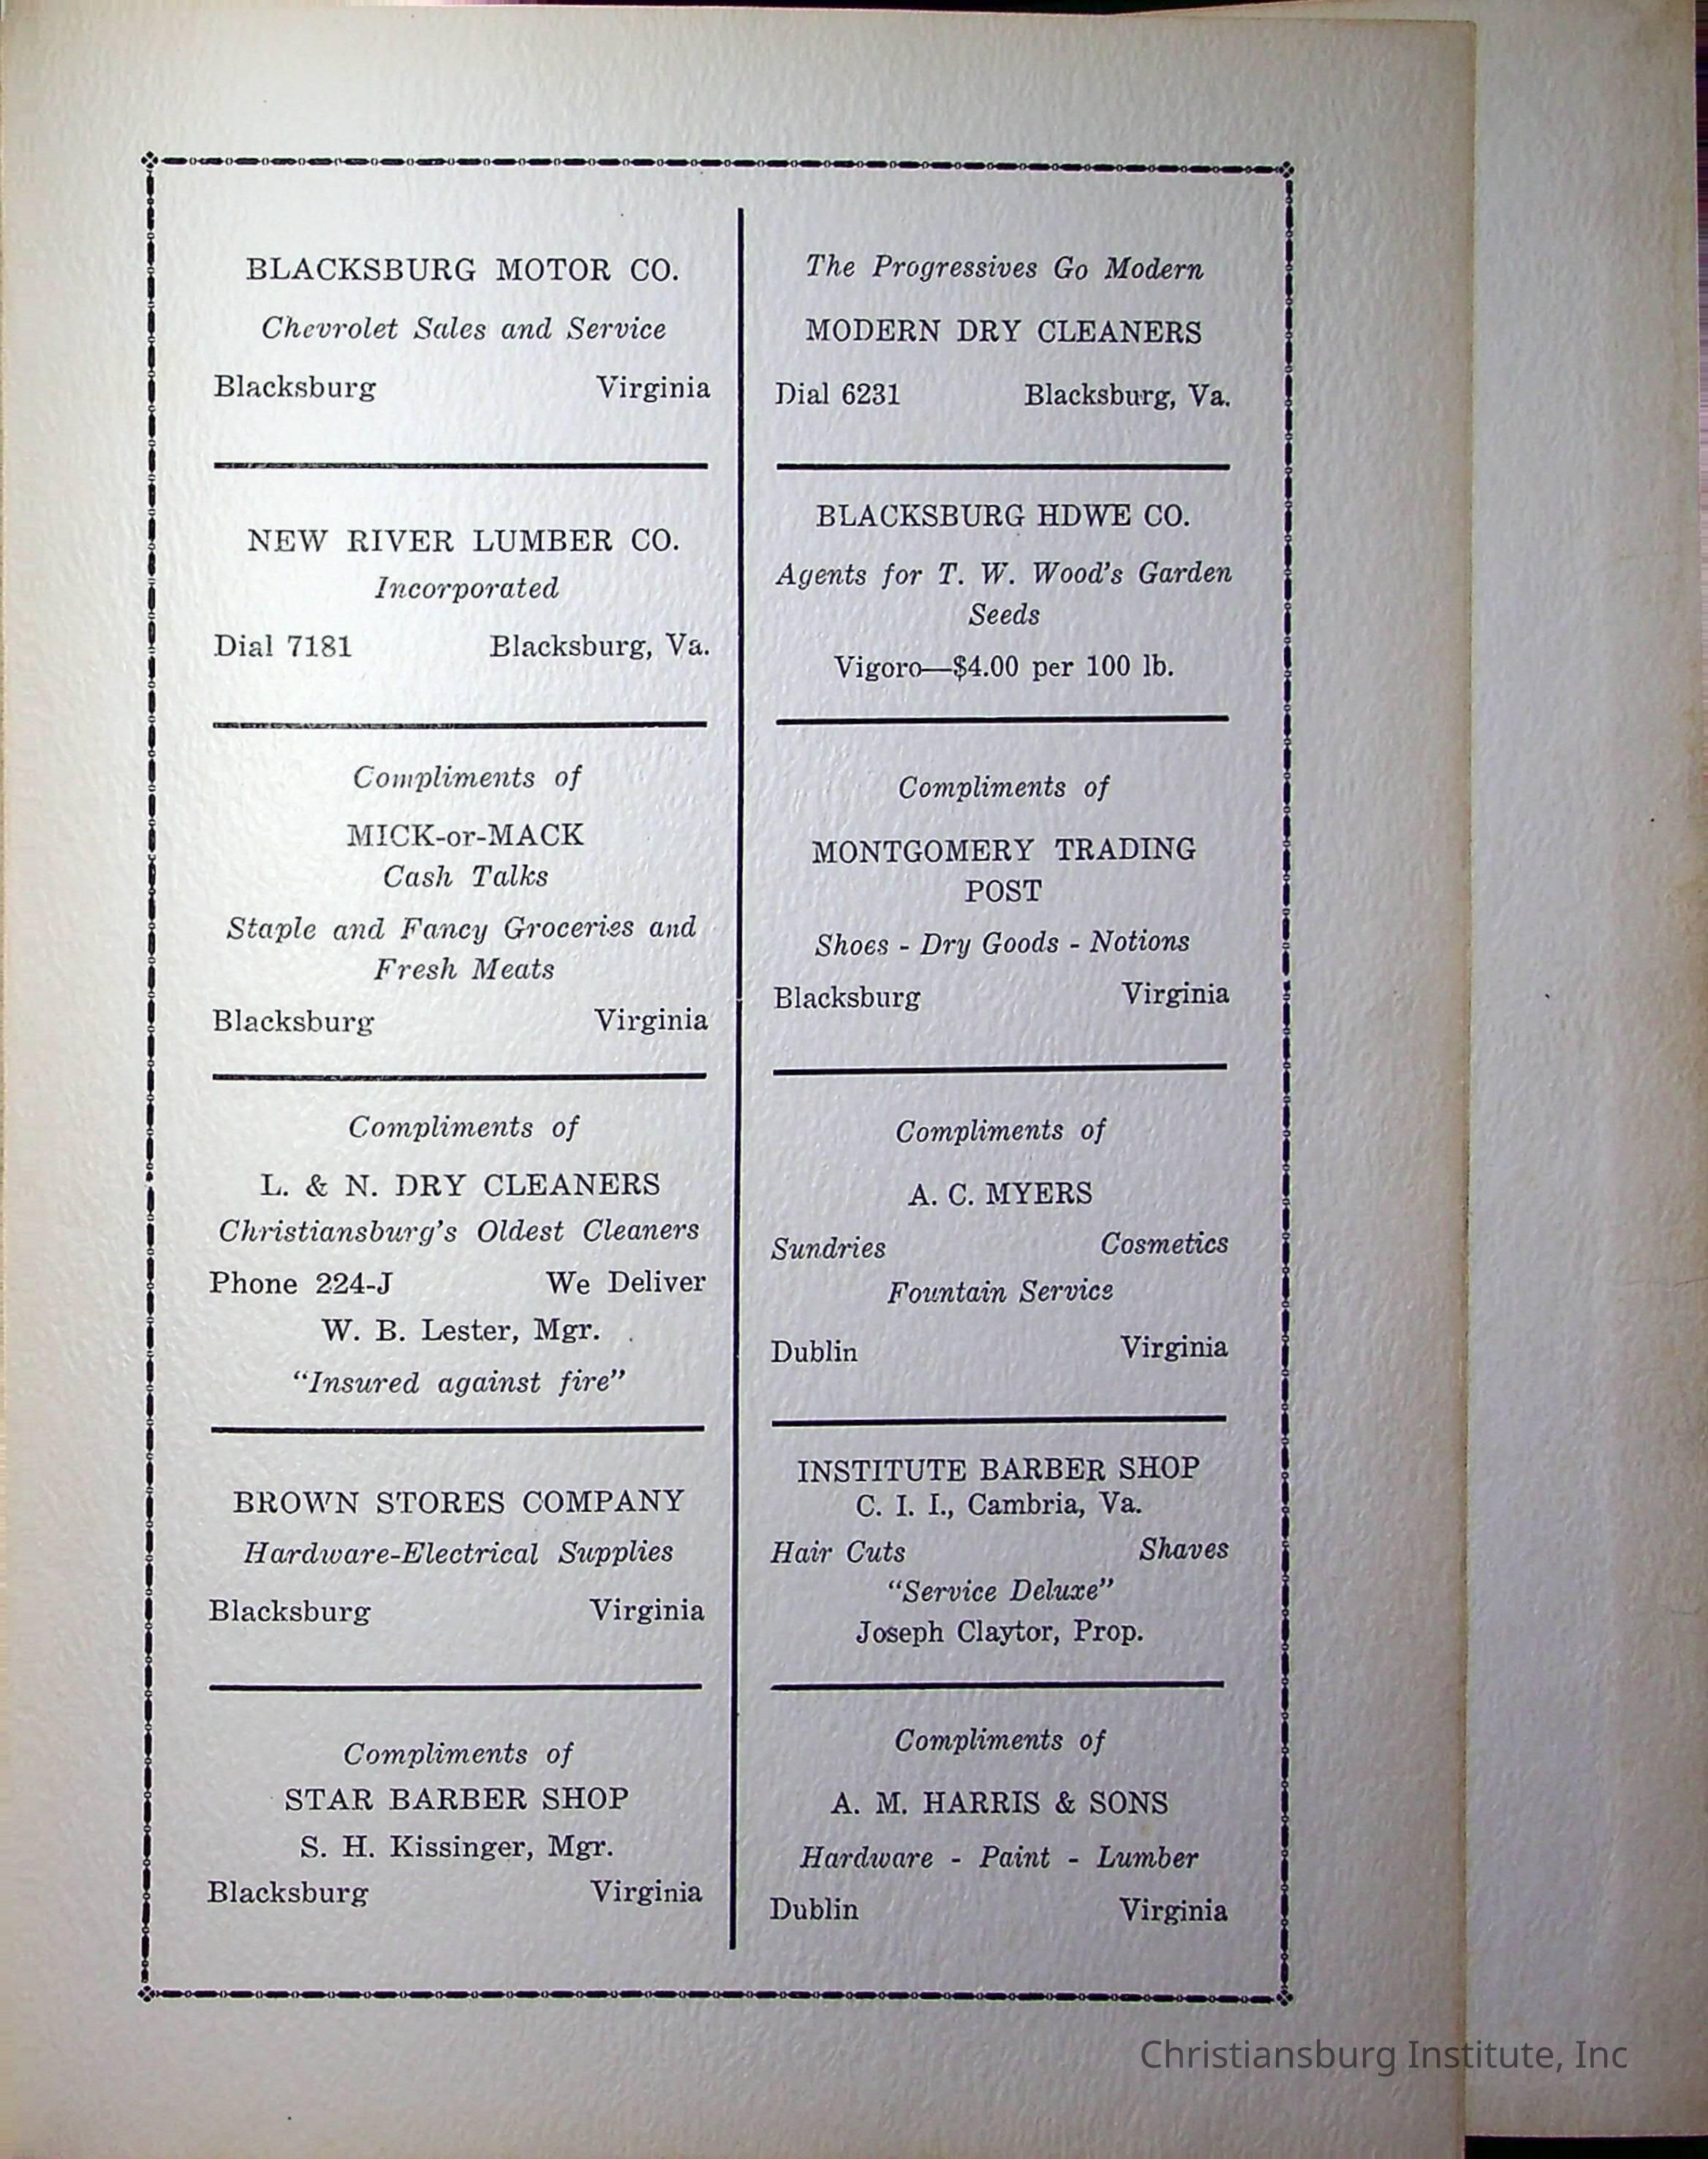 BLACKSBURG MOTOR CO.
Chevrolet Sales and Service
Blacksburg Virginia
NEW RIVER LUMBER CO.
Incorporated
Dial 7181 Blacksburg, Va.
Compliments of
MICK-or-MACK
Cash Talks
Staple and Fancy Groceries and
Fresh Meats
Blacksburg Virginia
Compliments of
L. & N. DRY CLEANERS
Christiansburg's Oldest Cleaners
Phone 224-J We Deliver
W. B. Lester, Mgr.
"Insured against fire"
BROWN STORES COMPANY
Hardware-Electrical Supplies
Blacksburg Virginia
Compliments of
STAR BARBER SHOP
S. H. Kissinger, Mgr.
Blacksburg Virginia
The Progressives Go Modern
MODERN DRY CLEANERS
Dial 6231 Blacksburg, Va.
BLACKSBURG HDWE CO.
Agents for T. W. Wood's Garden
Seeds
Vigoro—$4.00 per 100 lb.
Compliments of
MONTGOMERY TRADING
POST
Shoes - Dry Goods - Notions
Blacksburg Virginia
Compliments of
A. C. MYERS
Sundries Cosmetics
Fountain Service
Dublin Virginia
INSTITUTE BARBER SHOP
C. I. I., Cambria, Va.
Hair Cuts Shaves
"Service Deluxe"
Joseph Claytor, Prop.
Compliments of
A. M. HARRIS & SONS
Hardware - Paint - Lumber
Dublin Virginia
Christiansburg Institute, Inc